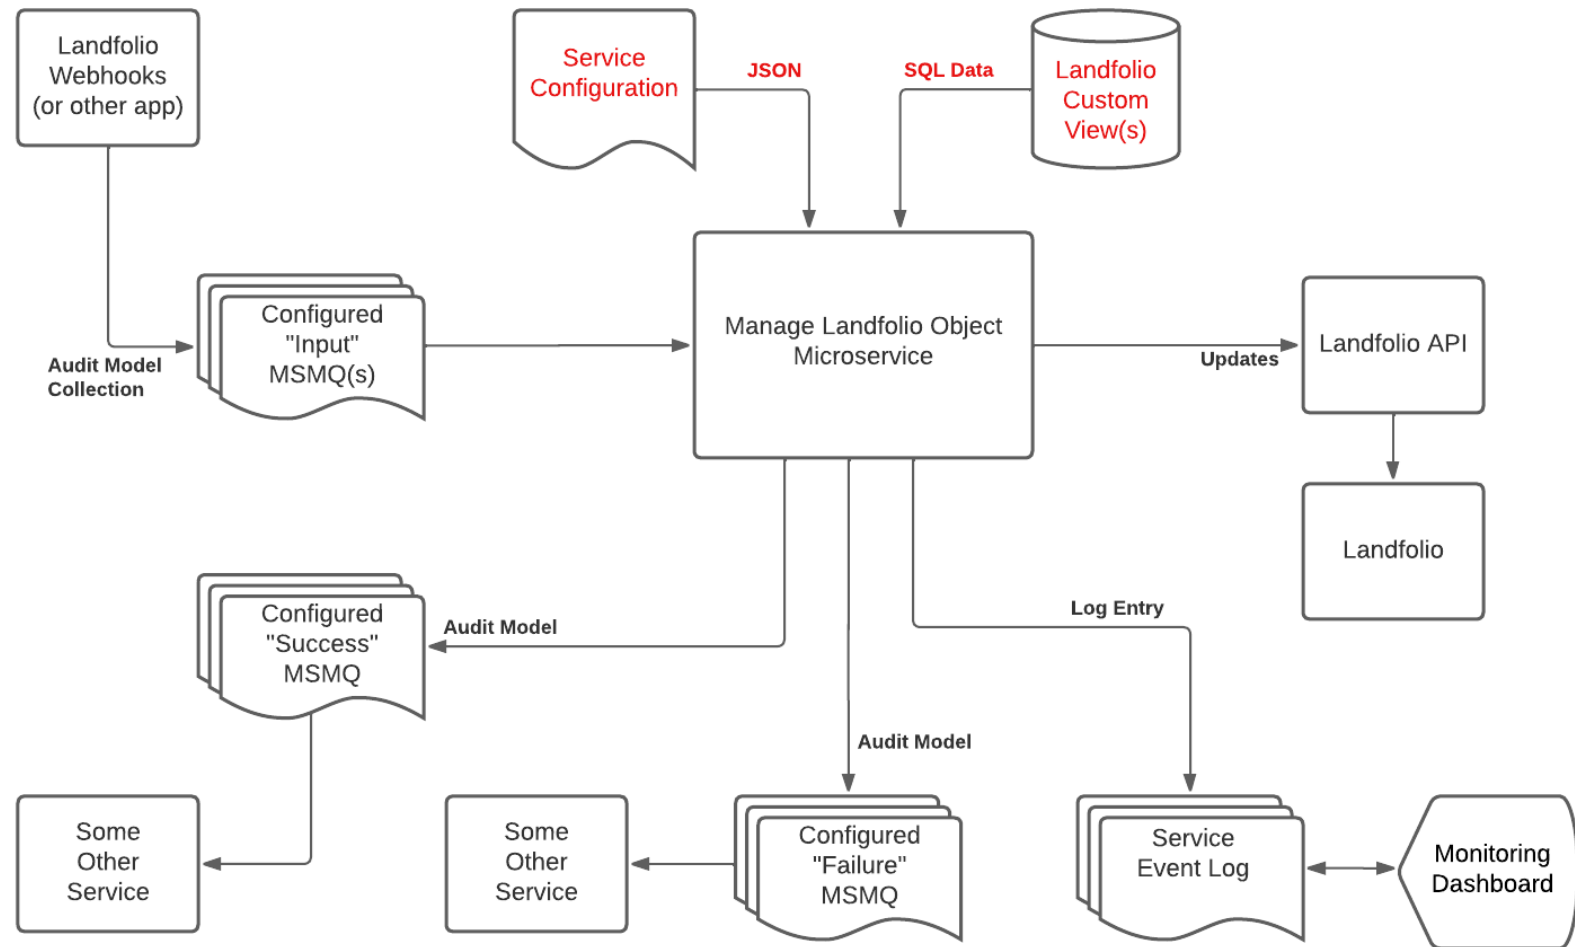 Landfolio
Webhooks
(or other app)
Service
Configuration
JSON
SQL Data
Landfolio
Custom
View(s)
Audit Model
Collection
Configured
"Input"
MSMQ(s)
Manage Landfolio Object
Microservice
Updates
Landfolio API
Landfolio
Configured
"Success"
MSMQ
Audit Model
Log Entry
Audit Model
Some
Other
Service
Some
Other
Service
Configured
"Failure"
MSMQ
Service
Event Log
Monitoring
Dashboard